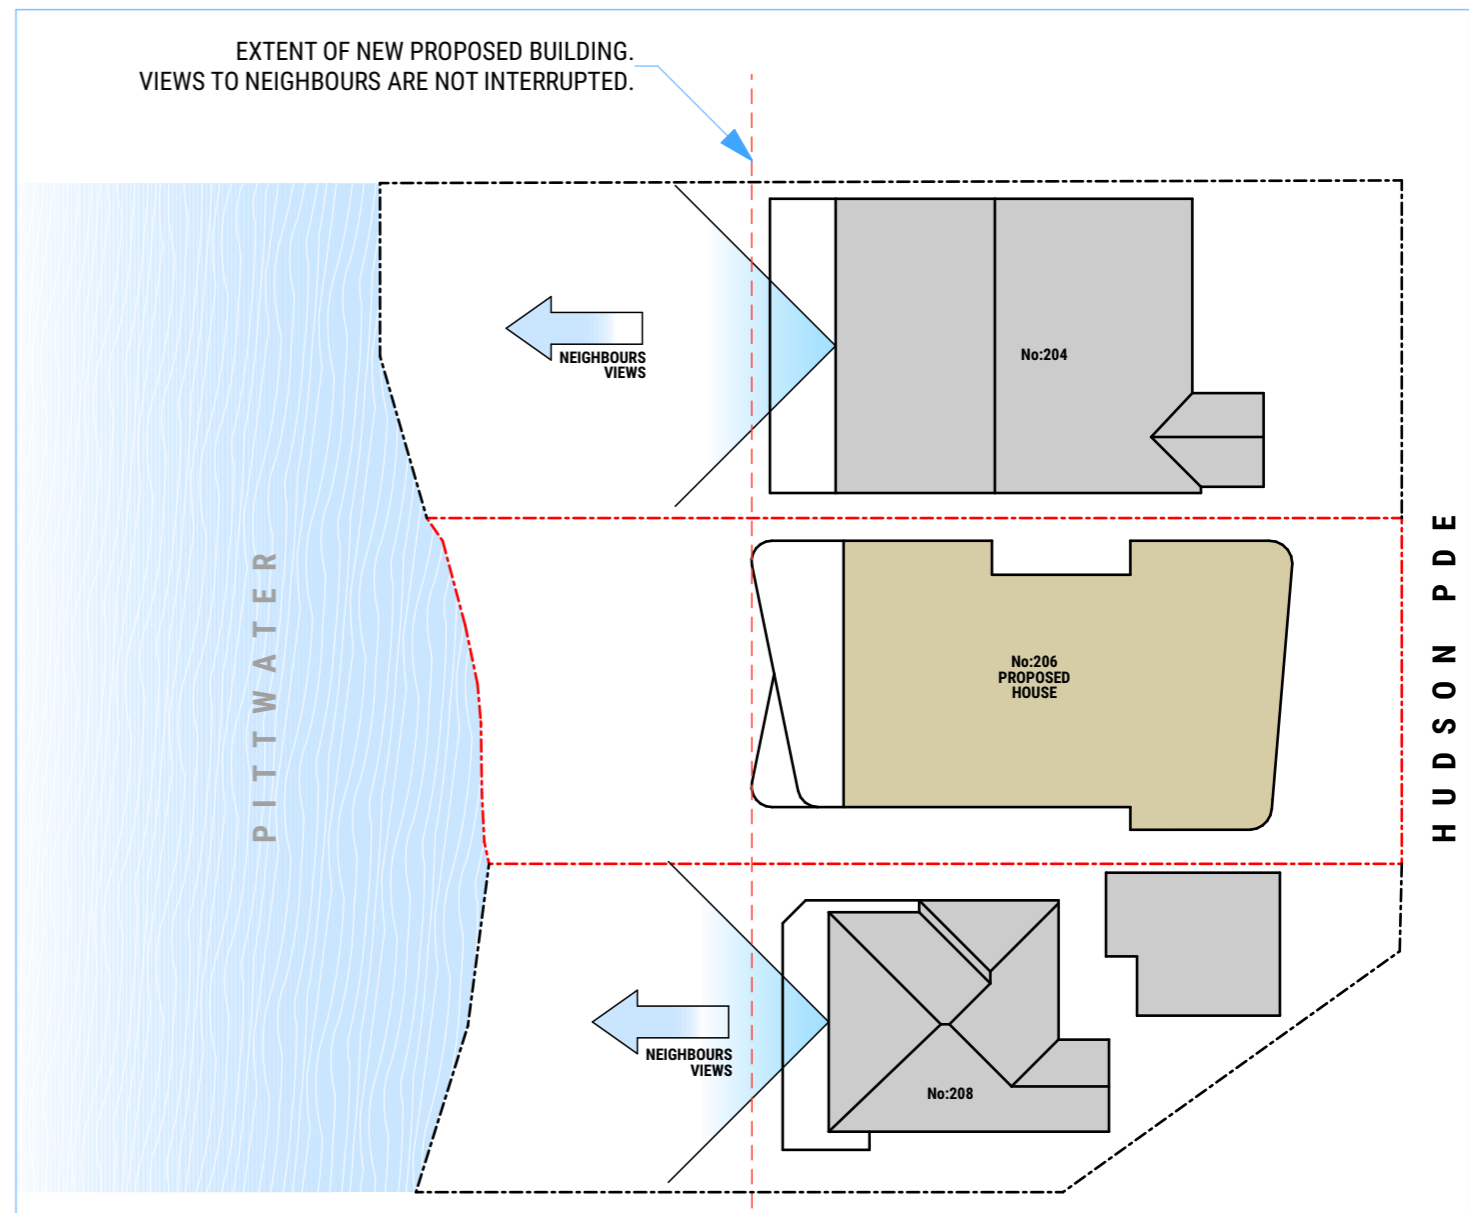 EXTENT OF NEW PROPOSED BUILDING.
VIEWS TO NEIGHBOURS ARE NOT INTERRUPTED.
NEIGHBOURS
VIEWS
No:204
PITTWATER
No:206
PROPOSED
HOUSE
HUDSON PDE
NEIGHBOURS
VIEWS
No:208